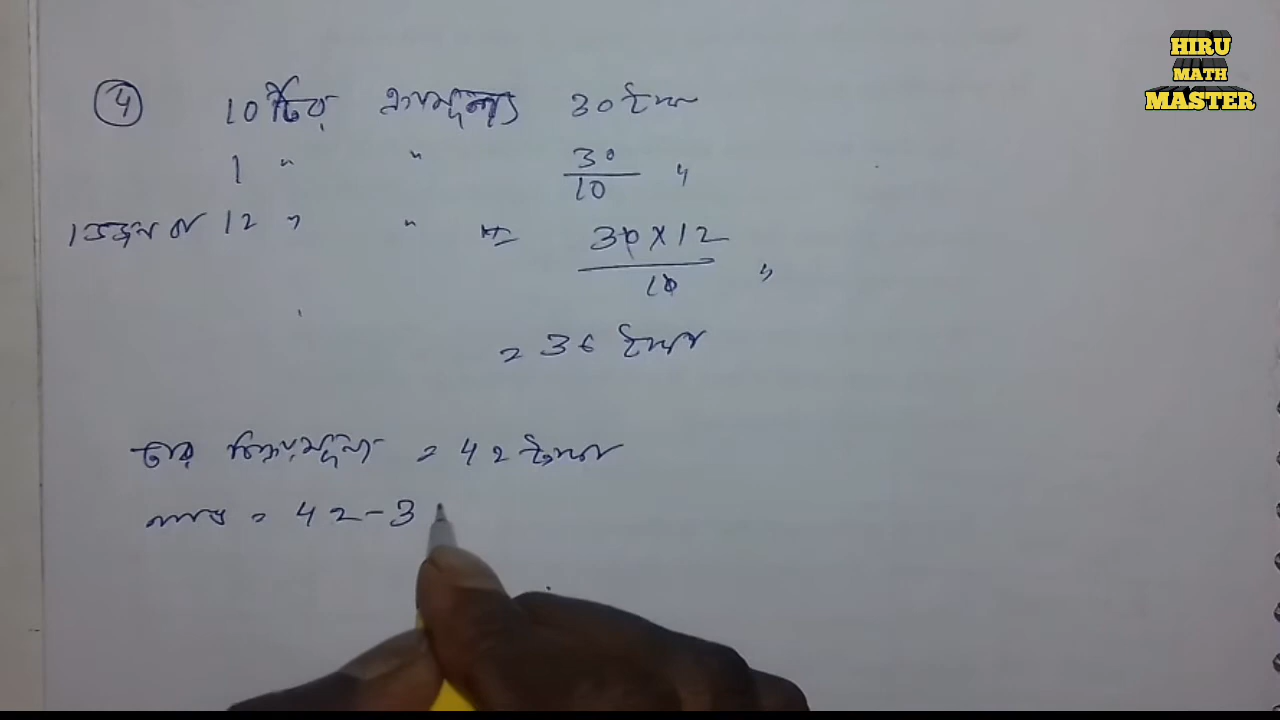 HIRU
MATH
MASTER
④ 10টির ক্রয়মূল্য 30 টাকা
1 " " 30/10 "
1 ডজন বা 12 " " = 30 × 12/10 "
= 36 টাকা
তার বিক্রয়মূল্য = 42 টাকা
লাভ = 42 - 3